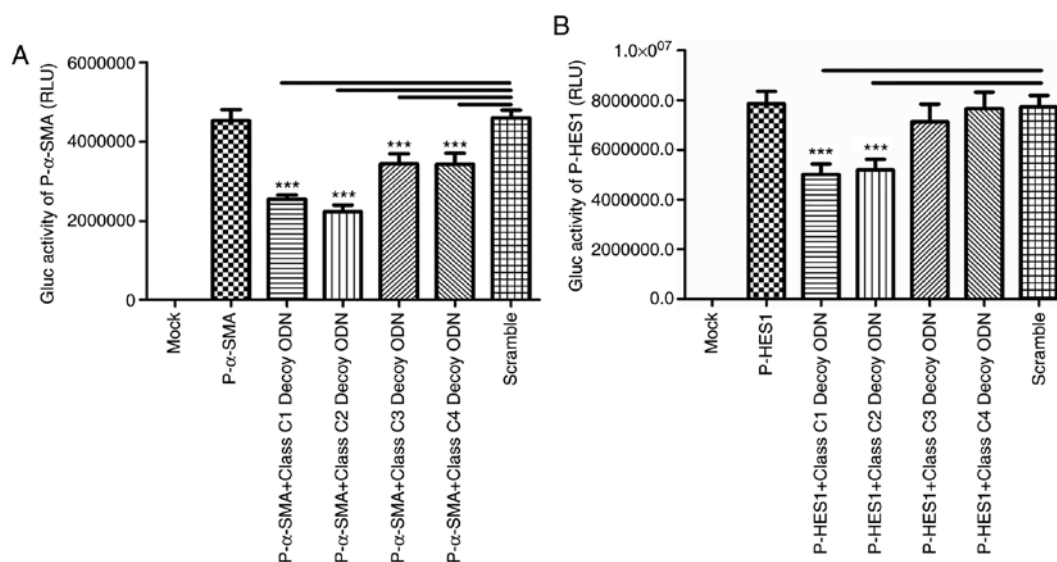 A
Gluc activity of P-α-SMA (RLU)
6000000
4000000
2000000
0
***
***
***
***
Mock
P-α-SMA
P-α-SMA+Class C1 Decoy ODN
P-α-SMA+Class C2 Decoy ODN
P-α-SMA+Class C3 Decoy ODN
P-α-SMA+Class C4 Decoy ODN
Scramble
B
Gluc activity of P-HES1 (RLU)
1.0×10⁰⁷
8000000.0
6000000.0
4000000.0
2000000.0
0.0
***
***
Mock
P-HES1
P-HES1+Class C1 Decoy ODN
P-HES1+Class C2 Decoy ODN
P-HES1+Class C3 Decoy ODN
P-HES1+Class C4 Decoy ODN
Scramble